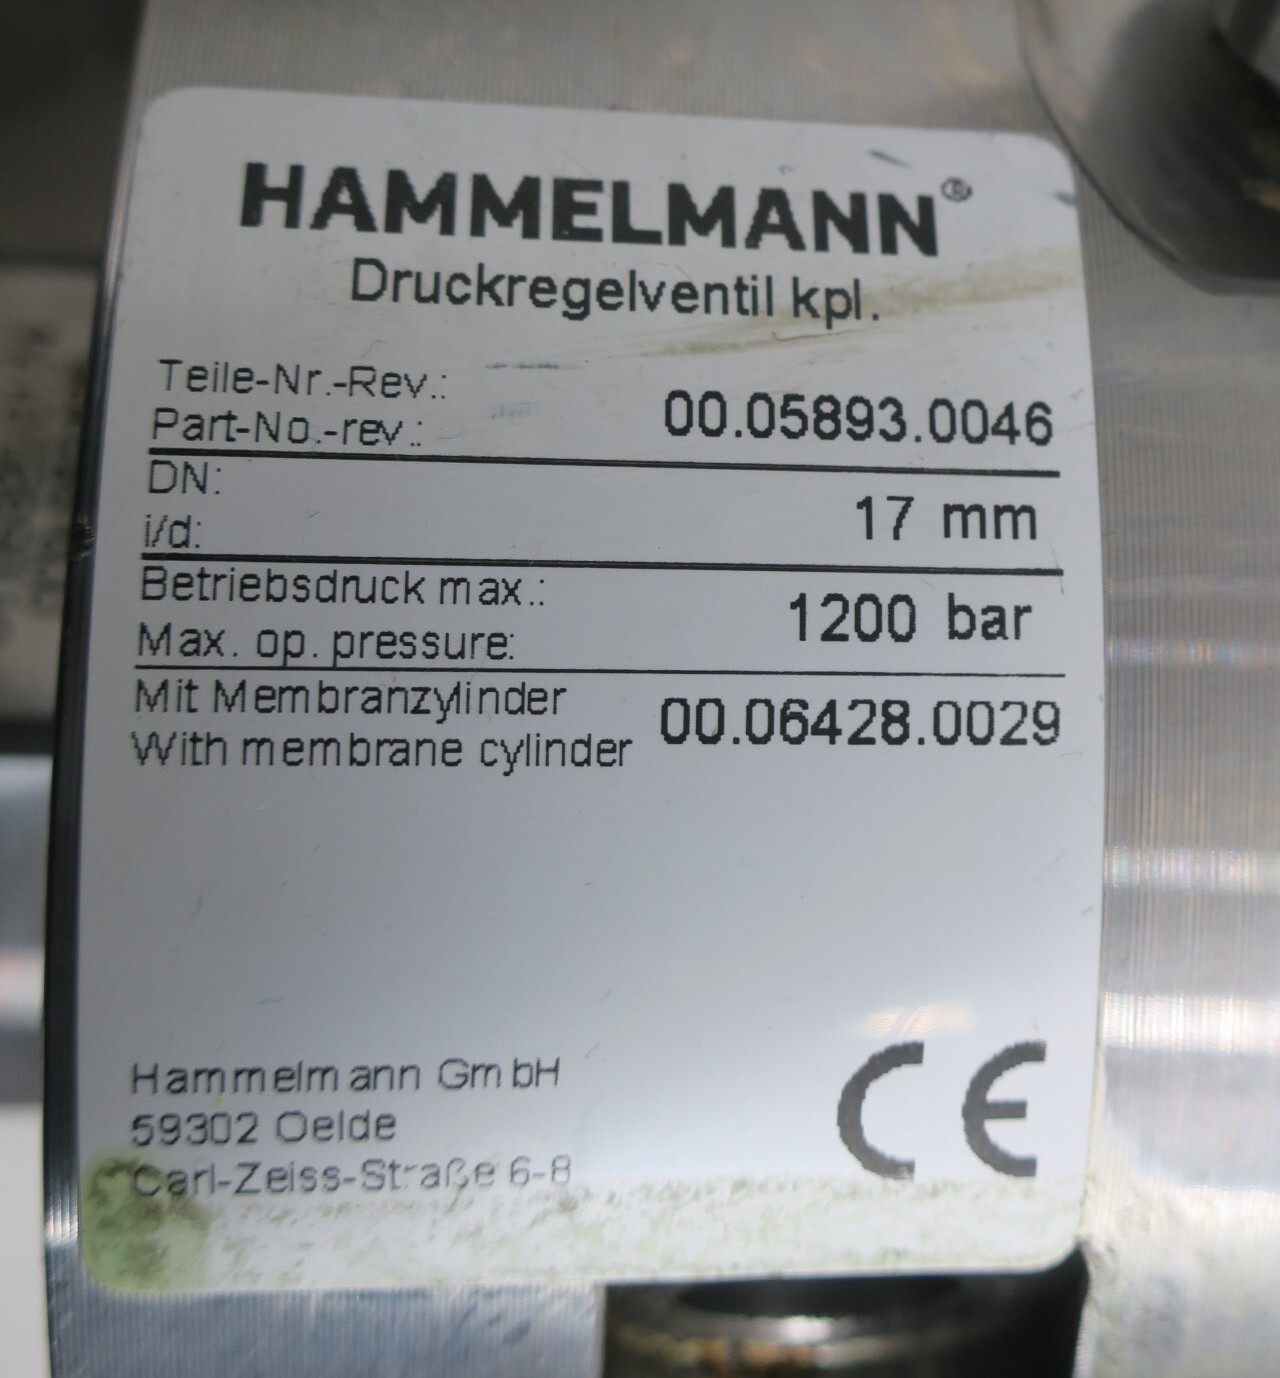 HAMMELMANN®
Druckregelventil kpl.
Teile-Nr.-Rev.:
Part-No.-rev.: 00.05893.0046
DN:
i/d: 17 mm
Betriebsdruck max.:
Max. op. pressure: 1200 bar
Mit Membranzylinder
With membrane cylinder 00.06428.0029
Hammelmann GmbH
59302 Oelde
Carl-Zeiss-Straße 6-8
CE